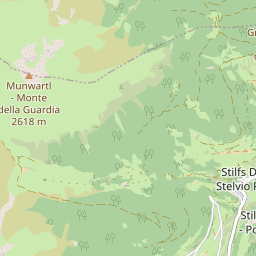 Munwartl
- Monte
della Guardia
2618 m
Stilfs D
Stelvio
Stil
- Po